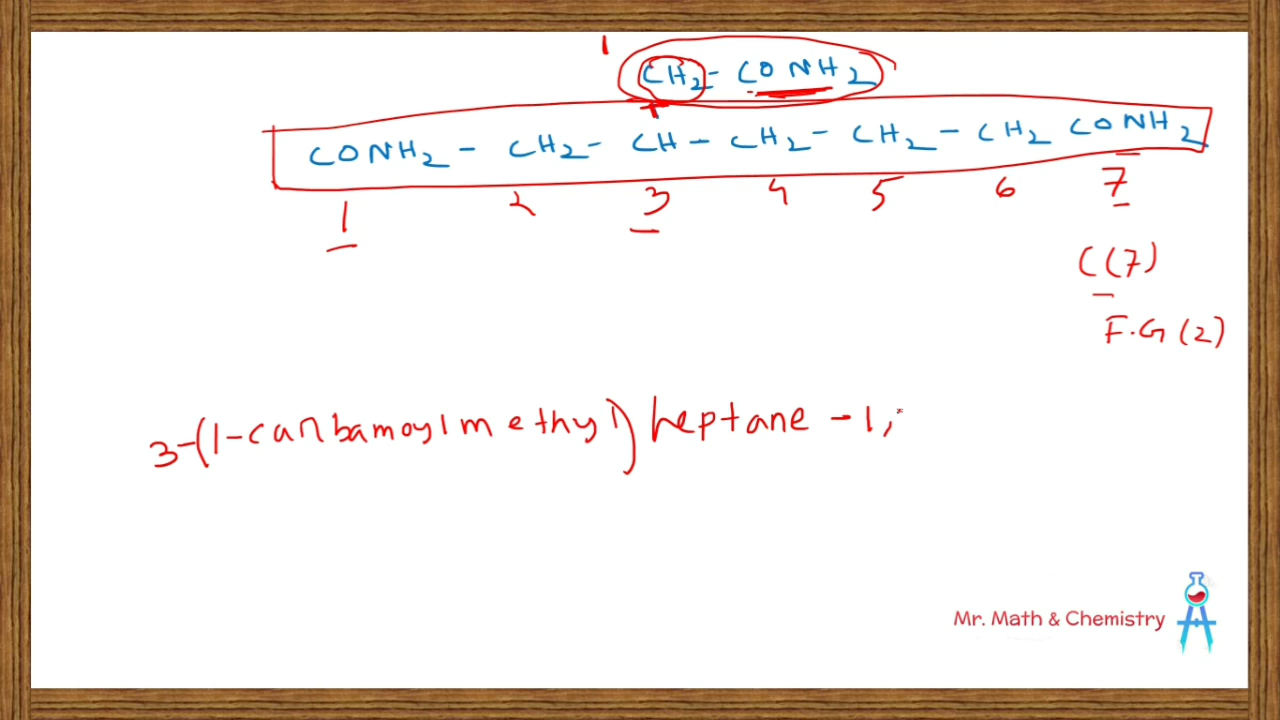 1
CH2- CONH2
CONH2 - CH2- CH - CH2 - CH2 - CH2 CONH2
1 2 3 4 5 6 7
C(7)
F.G(2)
3-(1-carbamoylmethyl)heptane -1,
Mr. Math & Chemistry